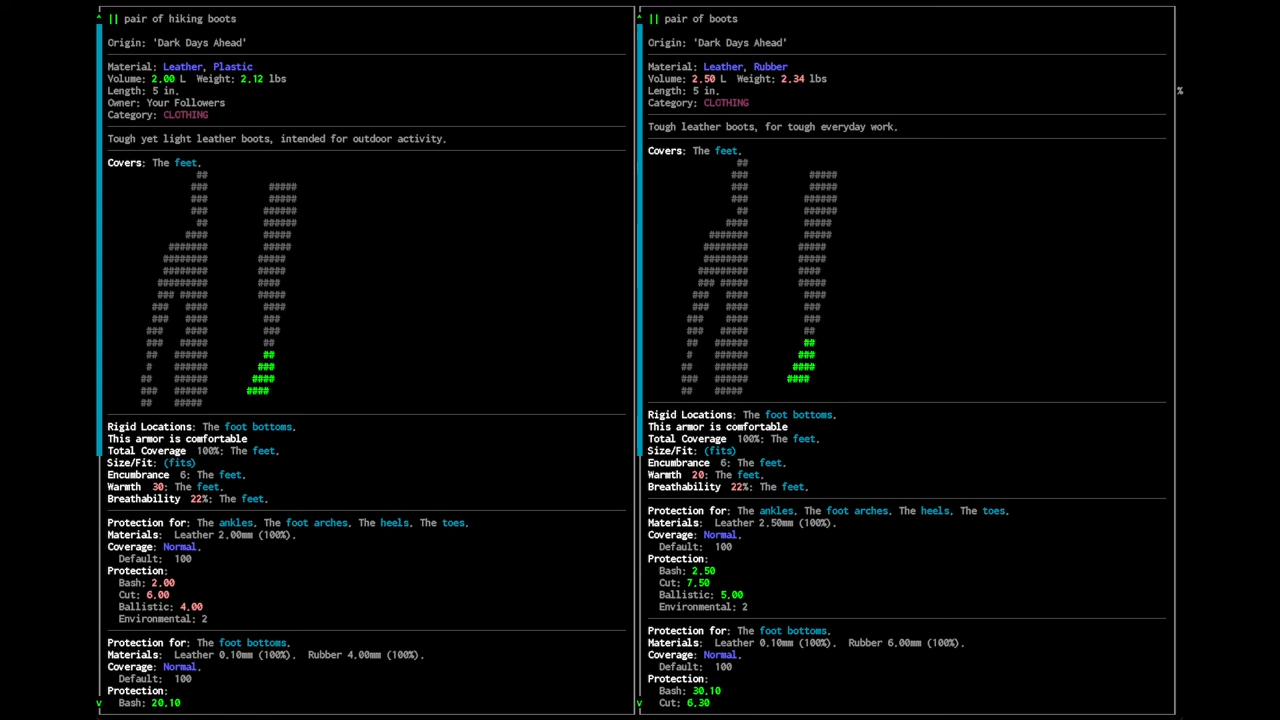 || pair of hiking boots
Origin: 'Dark Days Ahead'
Material: Leather, Plastic
Volume: 2.00 L  Weight: 2.12 lbs
Length: 5 in.
Owner: Your Followers
Category: CLOTHING
Tough yet light leather boots, intended for outdoor activity.
Covers: The feet.
Rigid Locations: The foot bottoms.
This armor is comfortable
Total Coverage 100%: The feet.
Size/Fit: (fits)
Encumbrance 6: The feet.
Warmth 30: The feet.
Breathability 22%: The feet.
Protection for: The ankles. The foot arches. The heels. The toes.
Materials: Leather 2.00mm (100%).
Coverage: Normal.
Default: 100
Protection:
Bash: 2.00
Cut: 6.00
Ballistic: 4.00
Environmental: 2
Protection for: The foot bottoms.
Materials: Leather 0.10mm (100%). Rubber 4.00mm (100%).
Coverage: Normal.
Default: 100
Protection:
Bash: 20.10
|| pair of boots
Origin: 'Dark Days Ahead'
Material: Leather, Rubber
Volume: 2.50 L  Weight: 2.34 lbs
Length: 5 in.
Category: CLOTHING
Tough leather boots, for tough everyday work.
Covers: The feet.
Rigid Locations: The foot bottoms.
This armor is comfortable
Total Coverage 100%: The feet.
Size/Fit: (fits)
Encumbrance 6: The feet.
Warmth 20: The feet.
Breathability 22%: The feet.
Protection for: The ankles. The foot arches. The heels. The toes.
Materials: Leather 2.50mm (100%).
Coverage: Normal.
Default: 100
Protection:
Bash: 2.50
Cut: 7.50
Ballistic: 5.00
Environmental: 2
Protection for: The foot bottoms.
Materials: Leather 0.10mm (100%). Rubber 6.00mm (100%).
Coverage: Normal.
Default: 100
Protection:
Bash: 30.10
Cut: 6.30
%